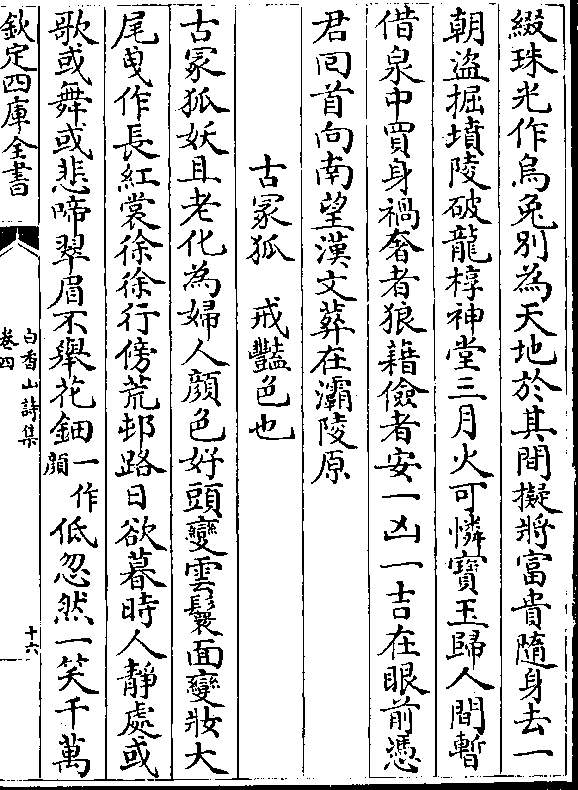 綴珠光作烏兎別為天地於其間擬將富貴隨身去一
朝盜掘墳陵破龍椁神堂三月火可憐寶玉歸人間暫
借泉中買身禍奢者狼藉儉者安一凶一吉在眼前憑
君囘首向南望漢文葬在灞陵原
古冡狐 戒豔色也
古冡狐妖且老化為婦人顔色好頭變雲鬟面變妝大
尾曵作長紅裳徐徐行傍荒邨路日欲暮時人靜處或
歌或舞或悲啼翠眉不舉花鈿一作顔低忽然一笑千萬
欽定四庫全書
白香山詩集
卷四
十六